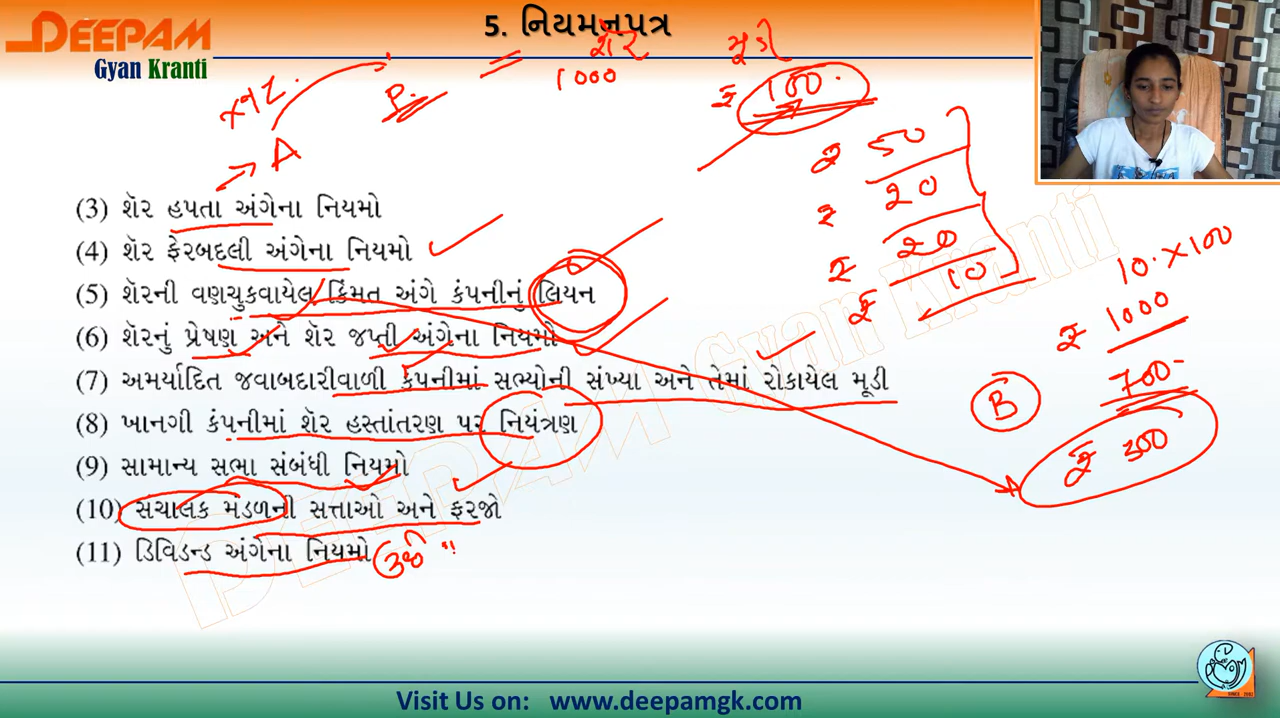 DEEPAM
Gyan Kranti
5. નિયમનપત્ર
શેર
1000
મૂડી
₹ 100
P.
A
₹ 50
₹ 20
₹ 20
₹ 10
10 × 100
₹ 1000
700
B
₹ 300
(3) શૅર હપતા અંગેના નિયમો
(4) શૅર ફેરબદલી અંગેના નિયમો
(5) શૅરની વણચુકવાયેલ કિંમત અંગે કંપનીનું લિયન
(6) શૅરનું પ્રેષણ અને શૅર જપ્તી અંગેના નિયમો
(7) અમર્યાદિત જવાબદારીવાળી કંપનીમાં સભ્યોની સંખ્યા અને તેમાં રોકાયેલ મૂડી
(8) ખાનગી કંપનીમાં શૅર હસ્તાંતરણ પર નિયંત્રણ
(9) સામાન્ય સભા સંબંધી નિયમો
(10) સંચાલક મંડળની સત્તાઓ અને ફરજો
(11) ડિવિડન્ડ અંગેના નિયમો
DEEPAM Gyan Kranti
Visit Us on: www.deepamgk.com